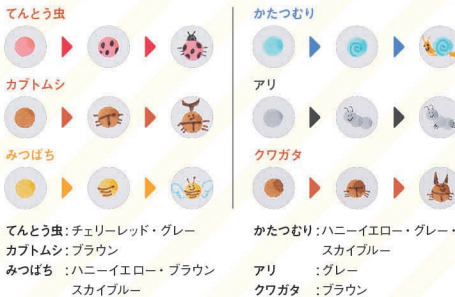 てんとう虫
カブトムシ
みつばち
かたつむり
アリ
クワガタ
てんとう虫：チェリーレッド・グレー
カブトムシ：ブラウン
みつばち ：ハニーイエロー・ブラウン
スカイブルー
かたつむり：ハニーイエロー・グレー・
スカイブルー
アリ ：グレー
クワガタ ：ブラウン